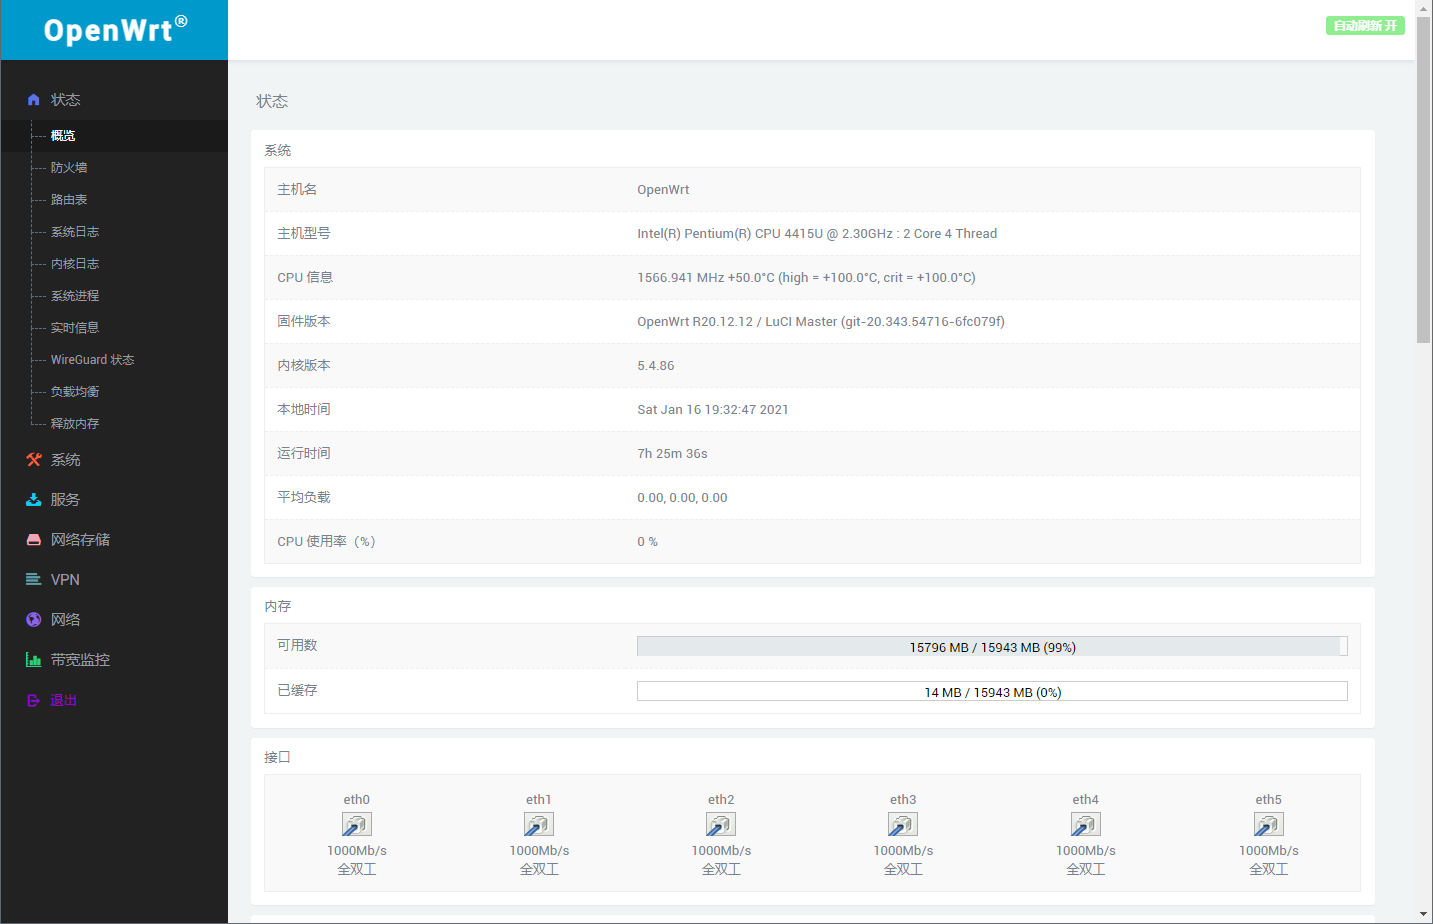 OpenWrt®
自动刷新 开
状态
概览
防火墙
路由表
系统日志
内核日志
系统进程
实时信息
WireGuard 状态
负载均衡
释放内存
系统
服务
网络存储
VPN
网络
带宽监控
退出
状态
系统
主机名 OpenWrt
主机型号 Intel(R) Pentium(R) CPU 4415U @ 2.30GHz : 2 Core 4 Thread
CPU 信息 1566.941 MHz +50.0°C (high = +100.0°C, crit = +100.0°C)
固件版本 OpenWrt R20.12.12 / LuCI Master (git-20.343.54716-6fc079f)
内核版本 5.4.86
本地时间 Sat Jan 16 19:32:47 2021
运行时间 7h 25m 36s
平均负载 0.00, 0.00, 0.00
CPU 使用率（%） 0 %
内存
可用数 15796 MB / 15943 MB (99%)
已缓存 14 MB / 15943 MB (0%)
接口
eth0 eth1 eth2 eth3 eth4 eth5
1000Mb/s 1000Mb/s 1000Mb/s 1000Mb/s 1000Mb/s 1000Mb/s
全双工 全双工 全双工 全双工 全双工 全双工